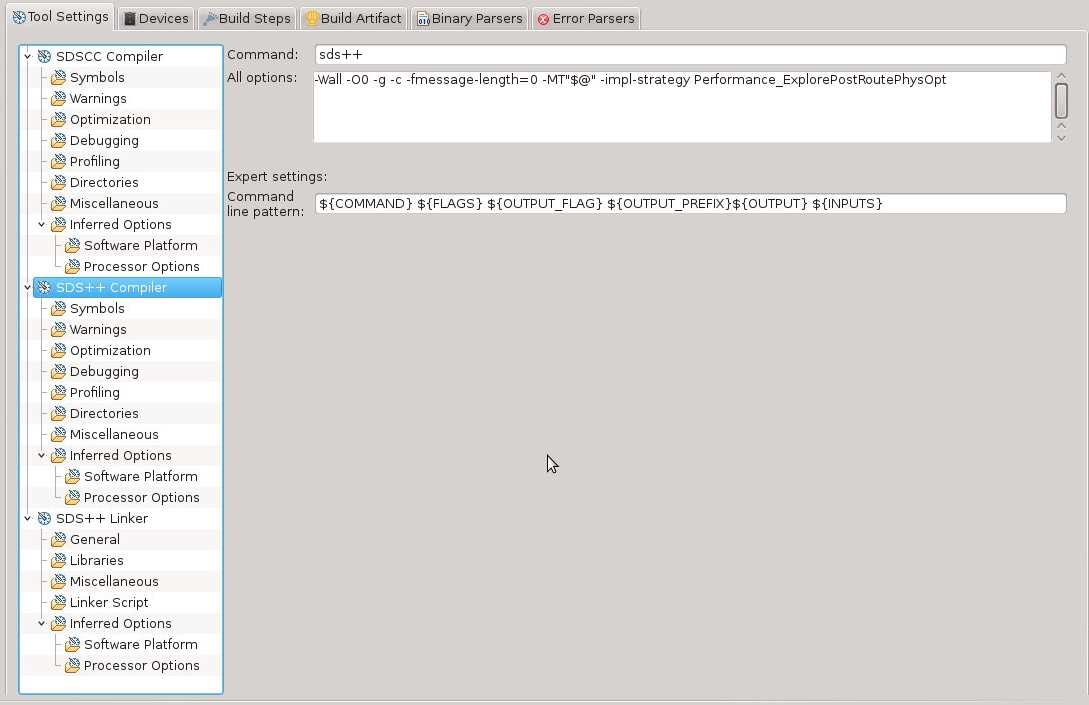 Tool Settings
Devices
Build Steps
Build Artifact
Binary Parsers
Error Parsers
SDSCC Compiler
Symbols
Warnings
Optimization
Debugging
Profiling
Directories
Miscellaneous
Inferred Options
Software Platform
Processor Options
SDS++ Compiler
Symbols
Warnings
Optimization
Debugging
Profiling
Directories
Miscellaneous
Inferred Options
Software Platform
Processor Options
SDS++ Linker
General
Libraries
Miscellaneous
Linker Script
Inferred Options
Software Platform
Processor Options
Command:
sds++
All options:
-Wall -O0 -g -c -fmessage-length=0 -MT"$@" -impl-strategy Performance_ExplorePostRoutePhysOpt
Expert settings:
Command
line pattern:
${COMMAND} ${FLAGS} ${OUTPUT_FLAG} ${OUTPUT_PREFIX}${OUTPUT} ${INPUTS}